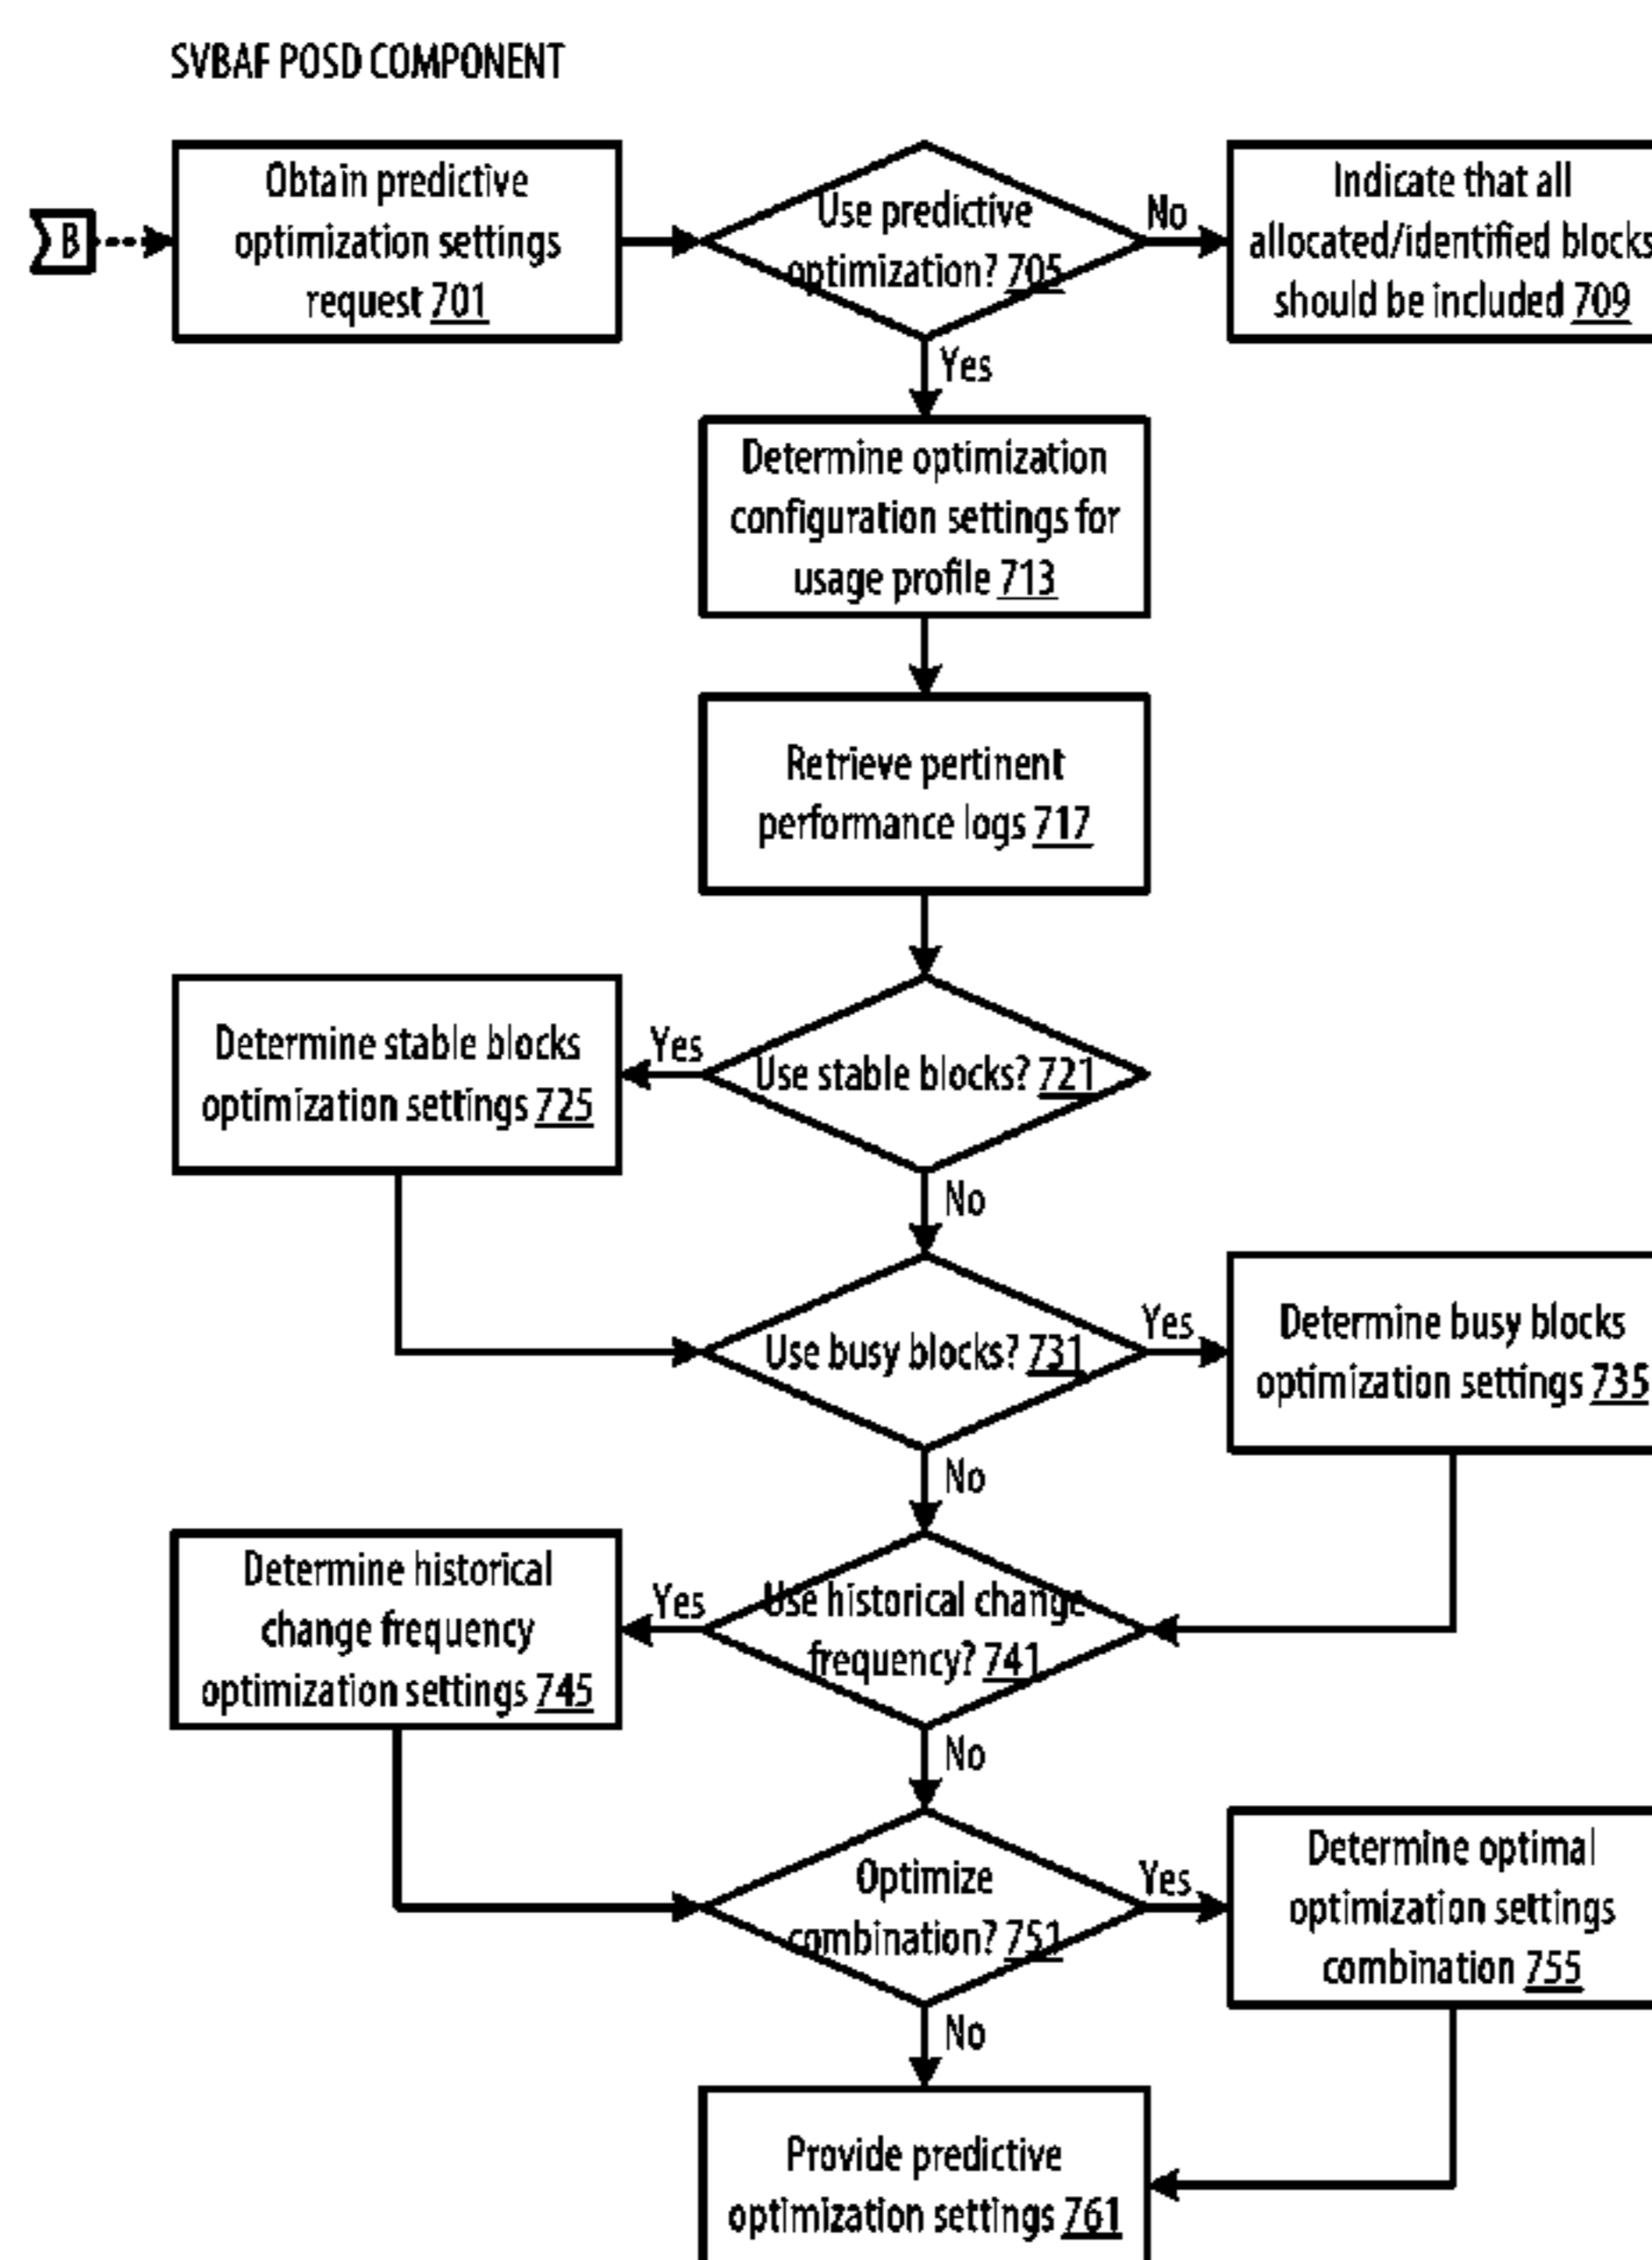 SVBAF POSD COMPONENT
B
Obtain predictive
optimization settings
request 701
Use predictive
optimization? 705
No
Indicate that all
allocated/identified blocks
should be included 709
Yes
Determine optimization
configuration settings for
usage profile 713
Retrieve pertinent
performance logs 717
Use stable blocks? 721
Yes
Determine stable blocks
optimization settings 725
No
Use busy blocks? 731
Yes
Determine busy blocks
optimization settings 735
No
Use historical change
frequency? 741
Yes
Determine historical
change frequency
optimization settings 745
No
Optimize
combination? 751
Yes
Determine optimal
optimization settings
combination 755
No
Provide predictive
optimization settings 761